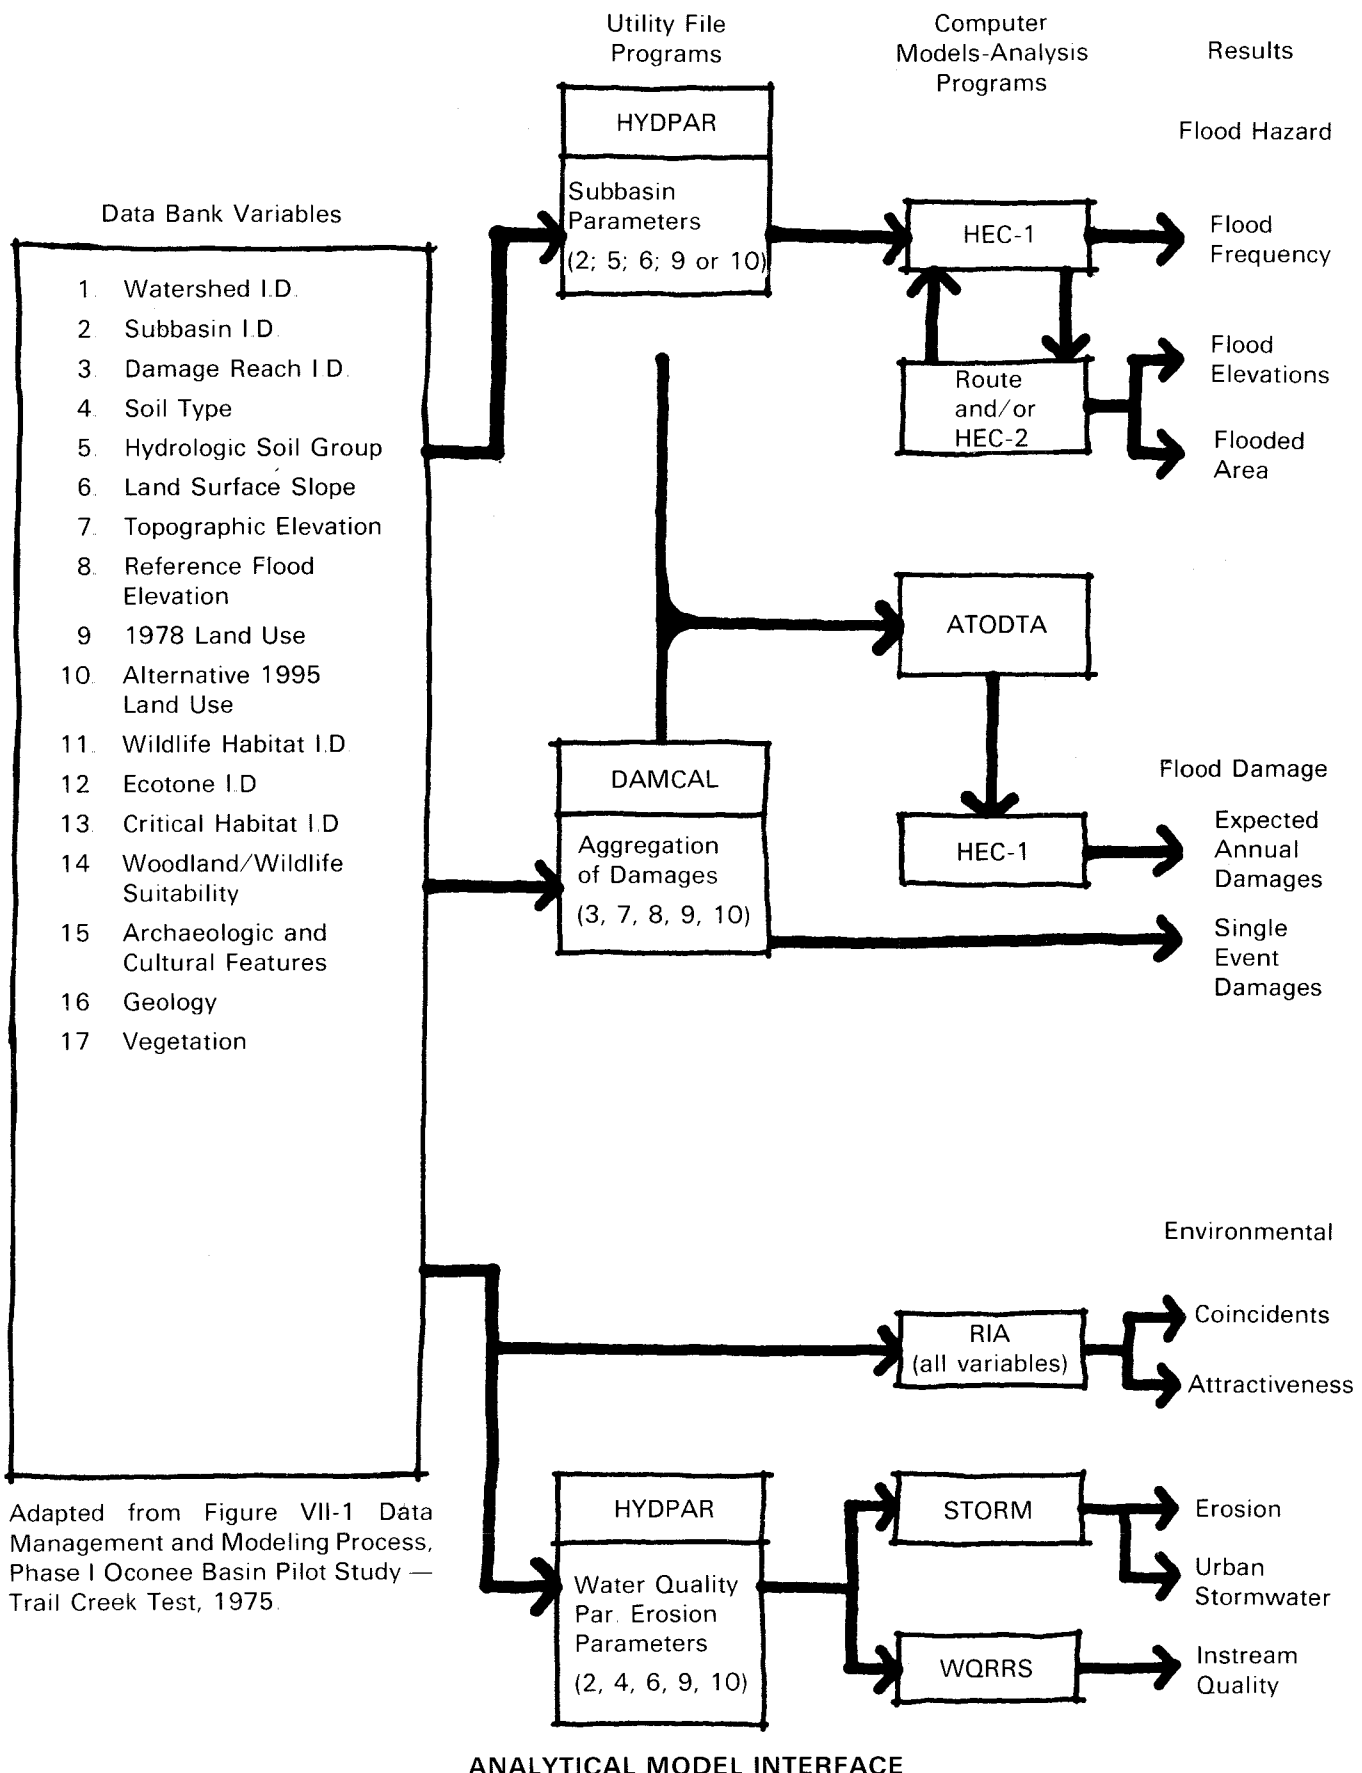 Utility File
Programs
Computer
Models-Analysis
Programs
Results
Flood Hazard
HYDPAR
Subbasin
Parameters
(2; 5; 6; 9 or 10)
HEC-1
Flood
Frequency
Route
and/or
HEC-2
Flood
Elevations
Flooded
Area
Data Bank Variables
1. Watershed I.D.
2 Subbasin I.D.
3. Damage Reach I.D.
4. Soil Type
5. Hydrologic Soil Group
6. Land Surface Slope
7. Topographic Elevation
8. Reference Flood
Elevation
9 1978 Land Use
10. Alternative 1995
Land Use
11. Wildlife Habitat I.D.
12 Ecotone I.D
13. Critical Habitat I.D
14 Woodland/Wildlife
Suitability
15 Archaeologic and
Cultural Features
16 Geology
17 Vegetation
ATODTA
DAMCAL
Aggregation
of Damages
(3, 7, 8, 9, 10)
HEC-1
Flood Damage
Expected
Annual
Damages
Single
Event
Damages
Environmental
RIA
(all variables)
Coincidents
Attractiveness
HYDPAR
Water Quality
Par. Erosion
Parameters
(2, 4, 6, 9, 10)
STORM
Erosion
Urban
Stormwater
WQRRS
Instream
Quality
Adapted from Figure VII-1 Data
Management and Modeling Process,
Phase I Oconee Basin Pilot Study —
Trail Creek Test, 1975.
ANALYTICAL MODEL INTERFACE